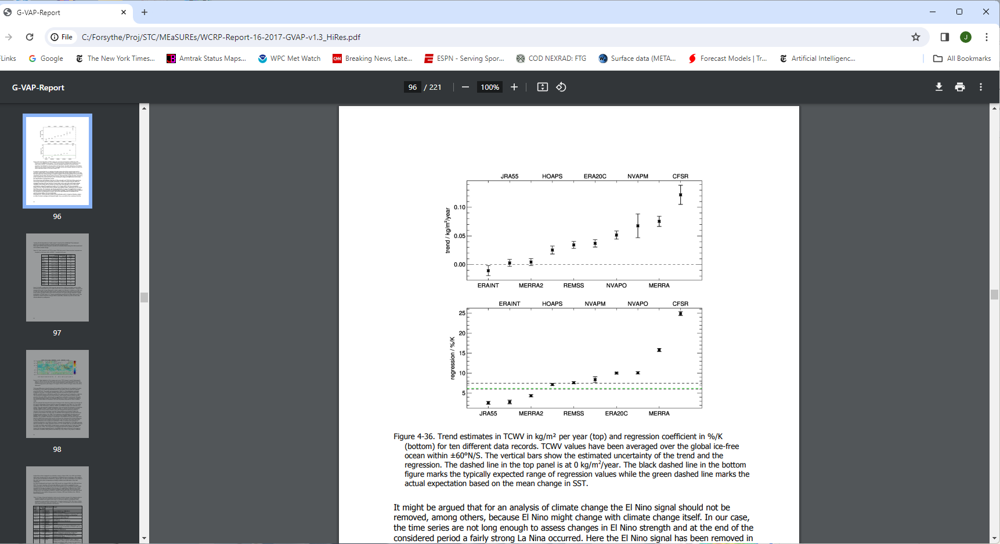 G-VAP-Report
File
C:/Forsythe/Proj/STC/MEaSUREs/WCRP-Report-16-2017-GVAP-v1.3_HiRes.pdf
J
Links
Google
The New York Times...
Amtrak Status Maps...
WPC Met Watch
CNN
Breaking News, Late...
ESPN - Serving Spor...
COD NEXRAD: FTG
Surface data (META...
Forecast Models | Tr...
Artificial Intelligenc...
All Bookmarks
G-VAP-Report
96 / 221
100%
96
97
98
JRA55 HOAPS ERA20C NVAPM CFSR
trend / kg/m²/year
0.10
0.05
0.00
ERAINT MERRA2 REMSS NVAPO MERRA
ERAINT HOAPS NVAPM NVAPO CFSR
regression / %/K
25
20
15
10
5
JRA55 MERRA2 REMSS ERA20C MERRA
Figure 4-36. Trend estimates in TCWV in kg/m² per year (top) and regression coefficient in %/K
(bottom) for ten different data records. TCWV values have been averaged over the global ice-free
ocean within ±60°N/S. The vertical bars show the estimated uncertainty of the trend and the
regression. The dashed line in the top panel is at 0 kg/m²/year. The black dashed line in the bottom
figure marks the typically expected range of regression values while the green dashed line marks the
actual expectation based on the mean change in SST.
It might be argued that for an analysis of climate change the El Nino signal should not be
removed, among others, because El Nino might change with climate change itself. In our case,
the time series are not long enough to assess changes in El Nino strength and at the end of the
considered period a fairly strong La Nina occurred. Here the El Nino signal has been removed in